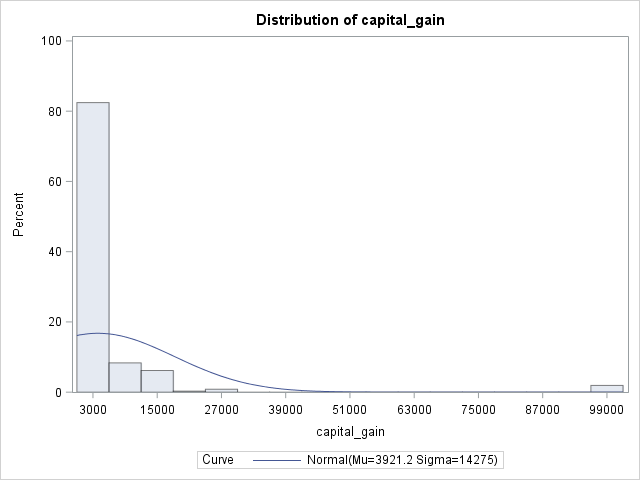 Distribution of capital_gain
100
80
60
40
20
0
Percent
3000 15000 27000 39000 51000 63000 75000 87000 99000
capital_gain
Curve Normal(Mu=3921.2 Sigma=14275)